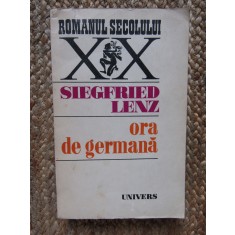 ROMANUL SECOLULUI
XX
SIEGFRIED
LENZ
ora
de germană
UNIVERS